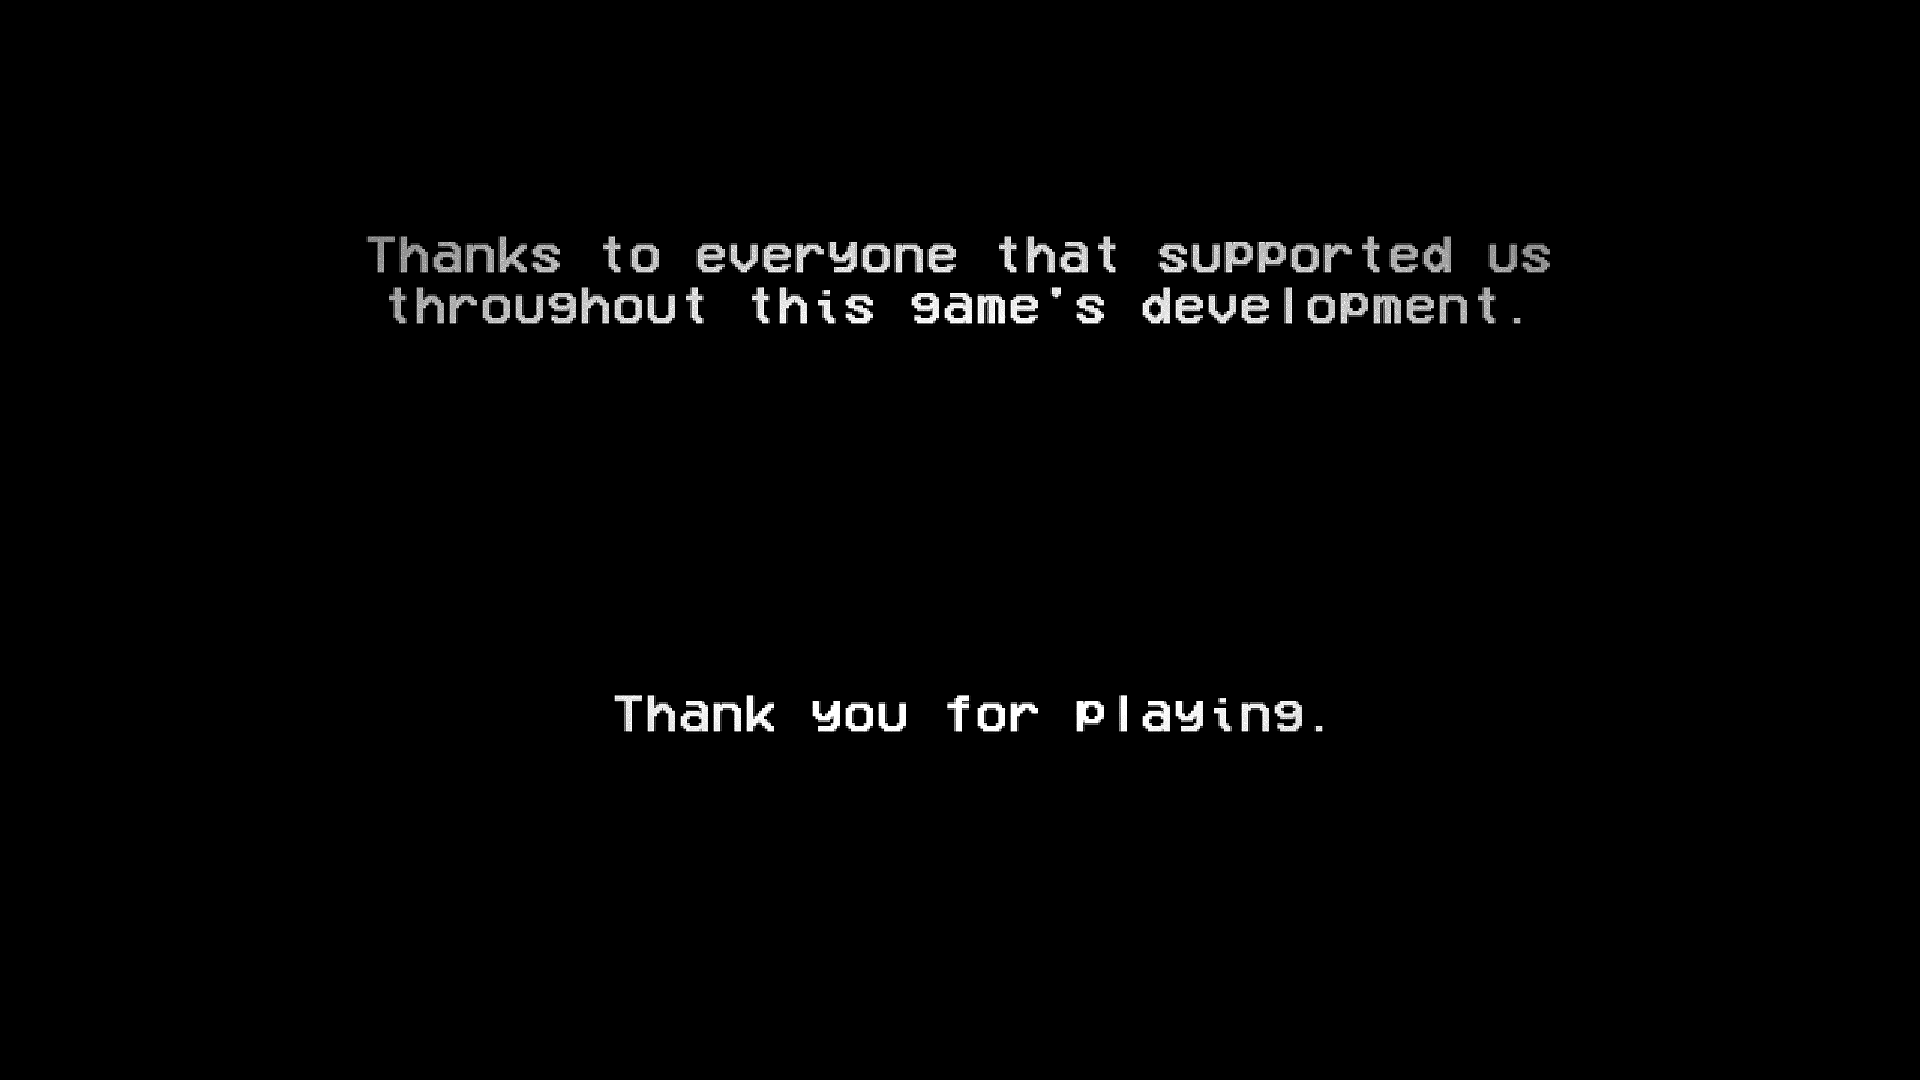 Thanks to everyone that supported us
throughout this game's development.
Thank you for playing.